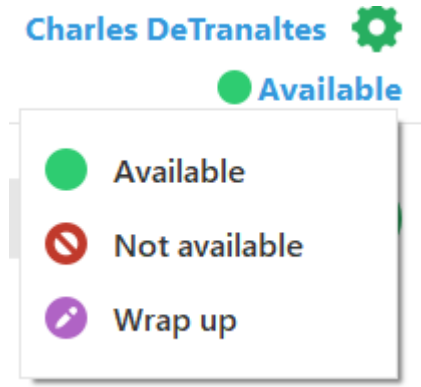 Charles DeTranaltes
Available
Available
Not available
Wrap up